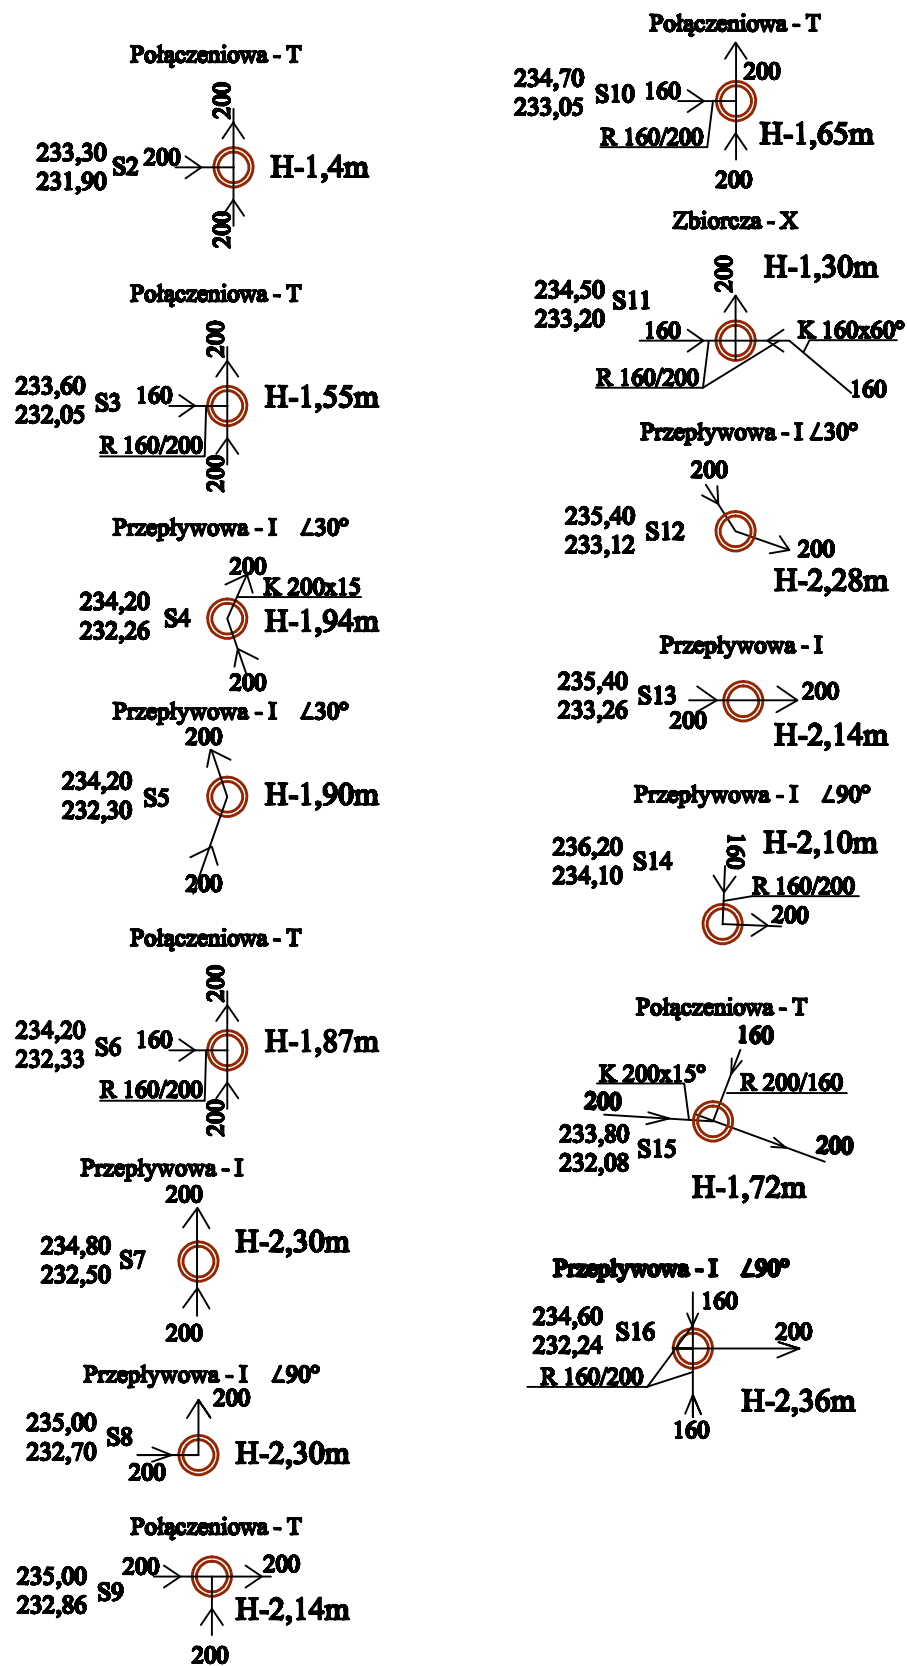 Połączeniowa - T
200
233,30
231,90
S2
200
H-1,4m
200
Połączeniowa - T
200
233,60
232,05
S3
160
H-1,55m
R 160/200
200
Przepływowa - I ∠30°
200
K 200x15
234,20
232,26
S4
H-1,94m
200
Przepływowa - I ∠30°
200
234,20
232,30
S5
H-1,90m
200
Połączeniowa - T
200
234,20
232,33
S6
160
H-1,87m
R 160/200
200
Przepływowa - I
200
234,80
232,50
S7
H-2,30m
200
Przepływowa - I ∠90°
200
235,00
232,70
S8
200
H-2,30m
Połączeniowa - T
200
200
235,00
232,86
S9
H-2,14m
200
Połączeniowa - T
200
234,70
233,05
S10
160
R 160/200
H-1,65m
200
Zbiorcza - X
200
H-1,30m
234,50
233,20
S11
160
K 160x60°
R 160/200
160
Przepływowa - I ∠30°
200
235,40
233,12
S12
200
H-2,28m
Przepływowa - I
235,40
233,26
S13
200
200
H-2,14m
Przepływowa - I ∠90°
160
H-2,10m
236,20
234,10
S14
R 160/200
200
Połączeniowa - T
160
K 200x15°
R 200/160
200
233,80
232,08
S15
200
H-1,72m
Przepływowa - I ∠90°
160
234,60
232,24
S16
200
R 160/200
H-2,36m
160